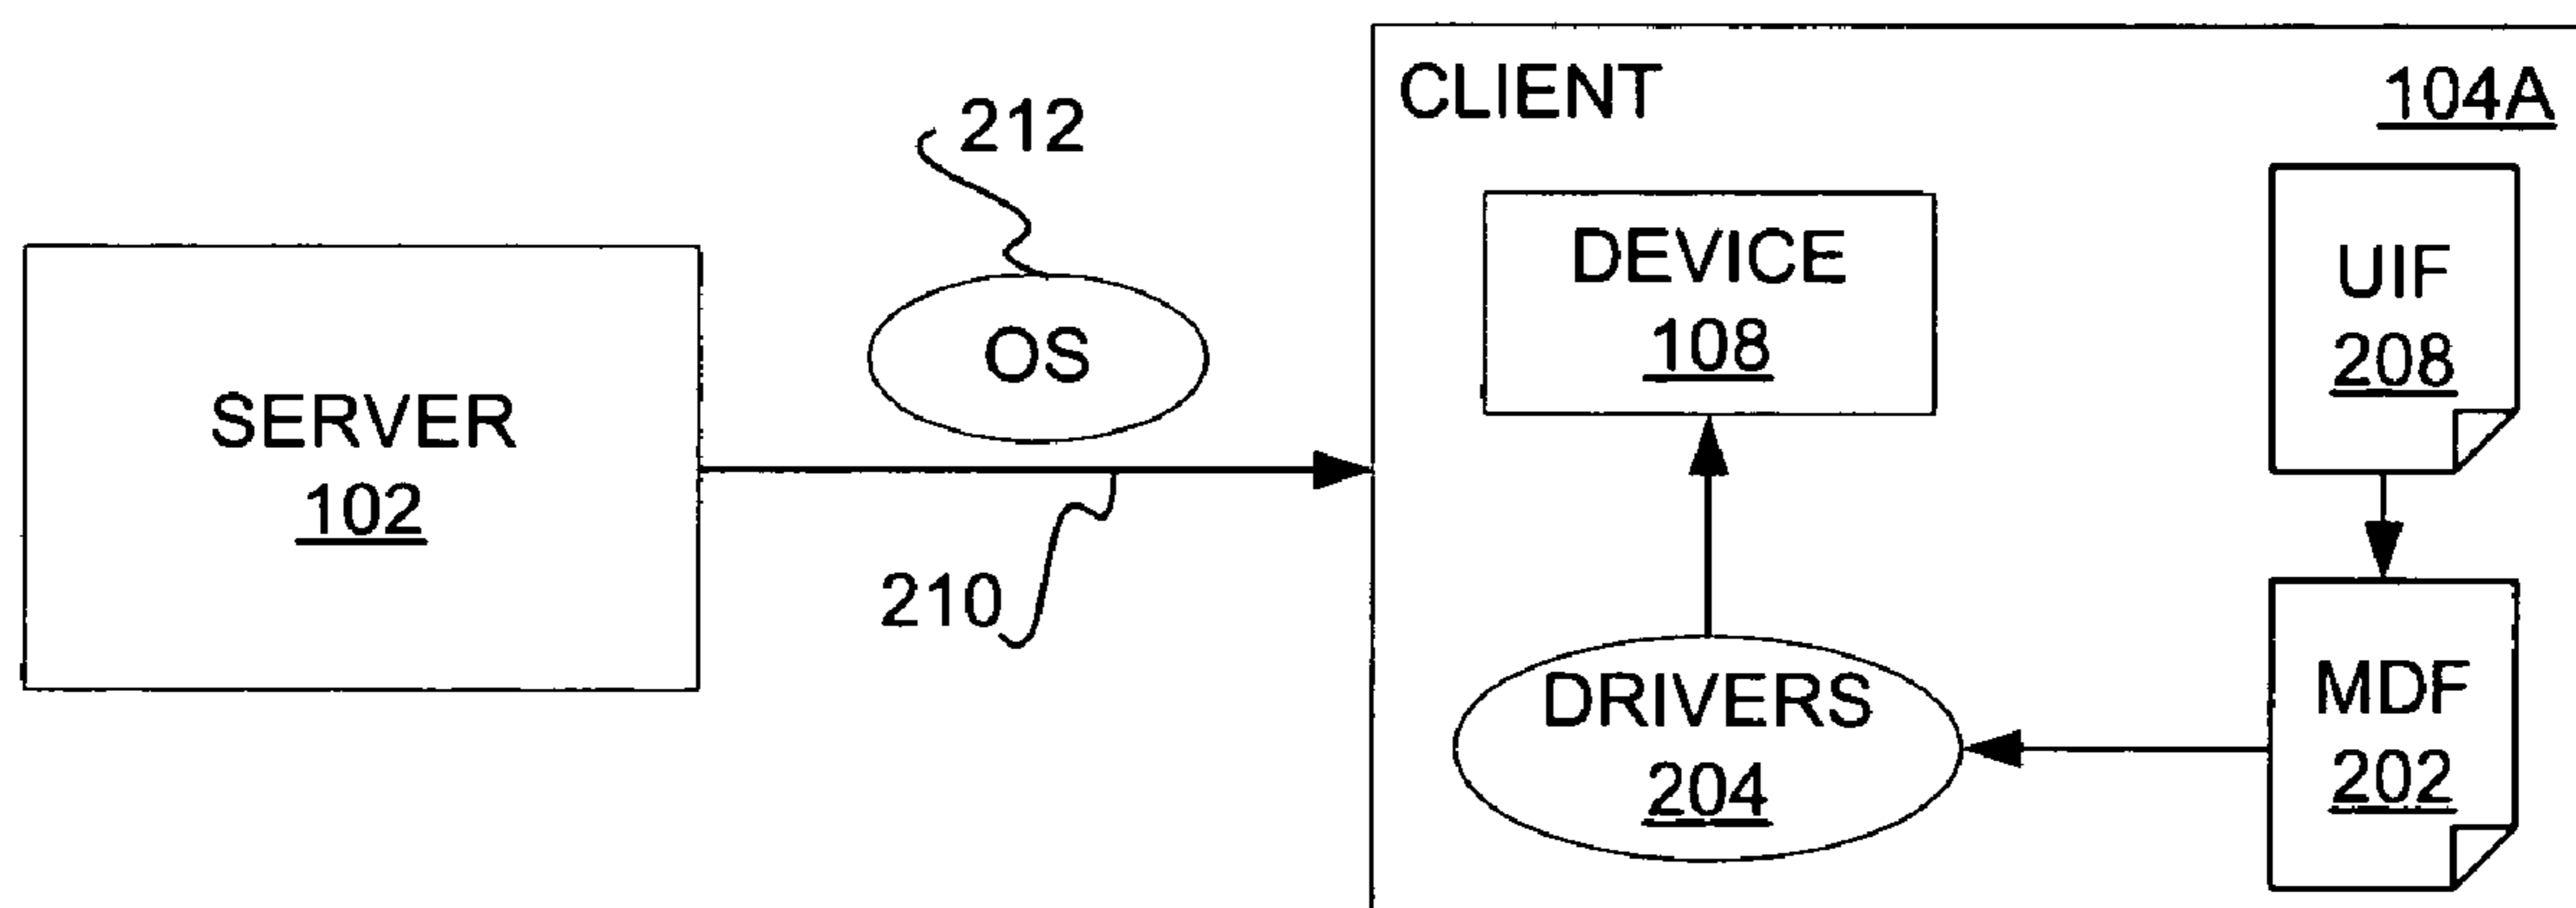 CLIENT
104A
212
DEVICE
108
UIF
208
OS
SERVER
102
210
DRIVERS
204
MDF
202